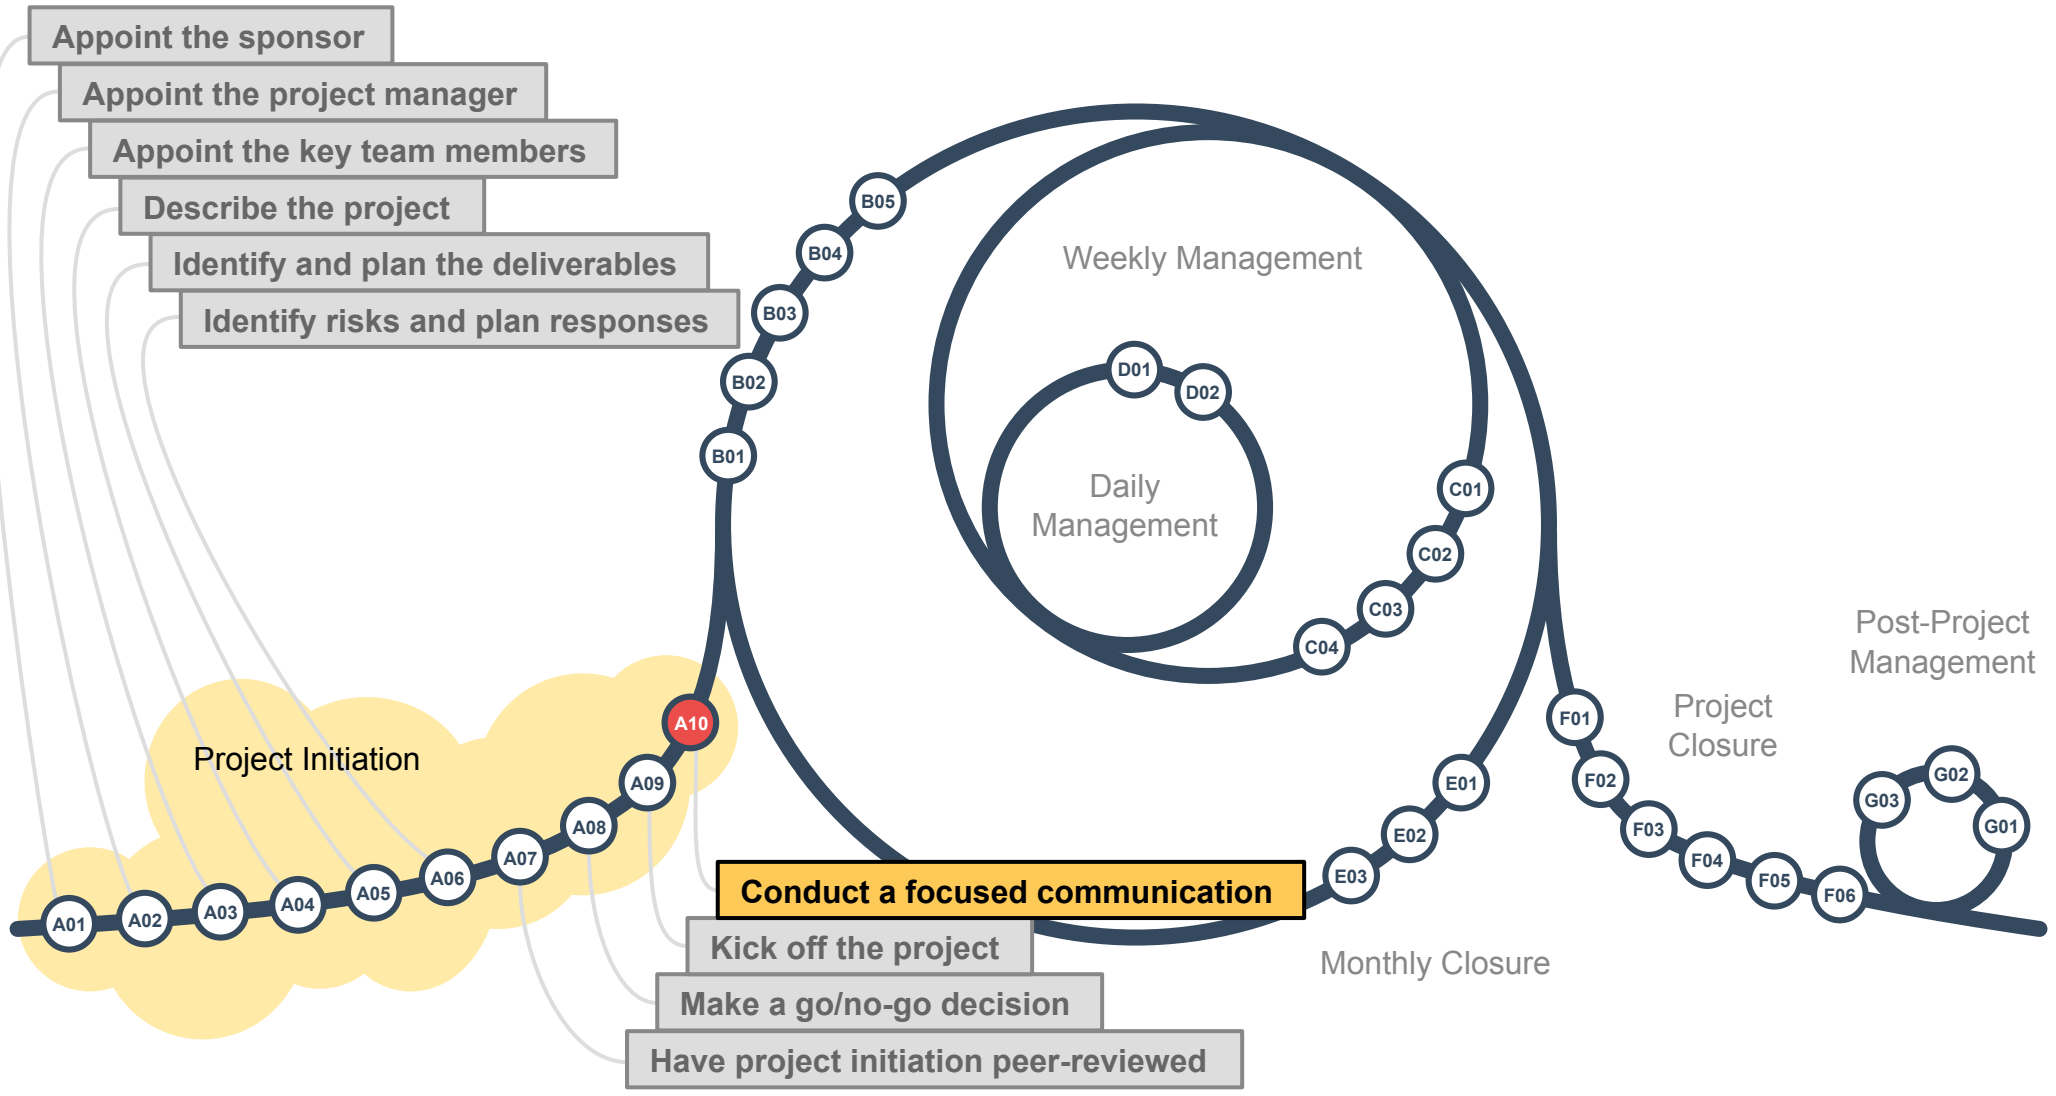 Appoint the sponsor
Appoint the project manager
Appoint the key team members
Describe the project
Identify and plan the deliverables
Identify risks and plan responses
B05
B04
B03
B02
B01
Weekly Management
D01
D02
Daily
Management
C01
C02
C03
C04
Project Initiation
A01
A02
A03
A04
A05
A06
A07
A08
A09
A10
Conduct a focused communication
Kick off the project
Make a go/no-go decision
Have project initiation peer-reviewed
E01
E02
E03
Monthly Closure
F01
F02
F03
F04
F05
F06
Project
Closure
Post-Project
Management
G03
G02
G01